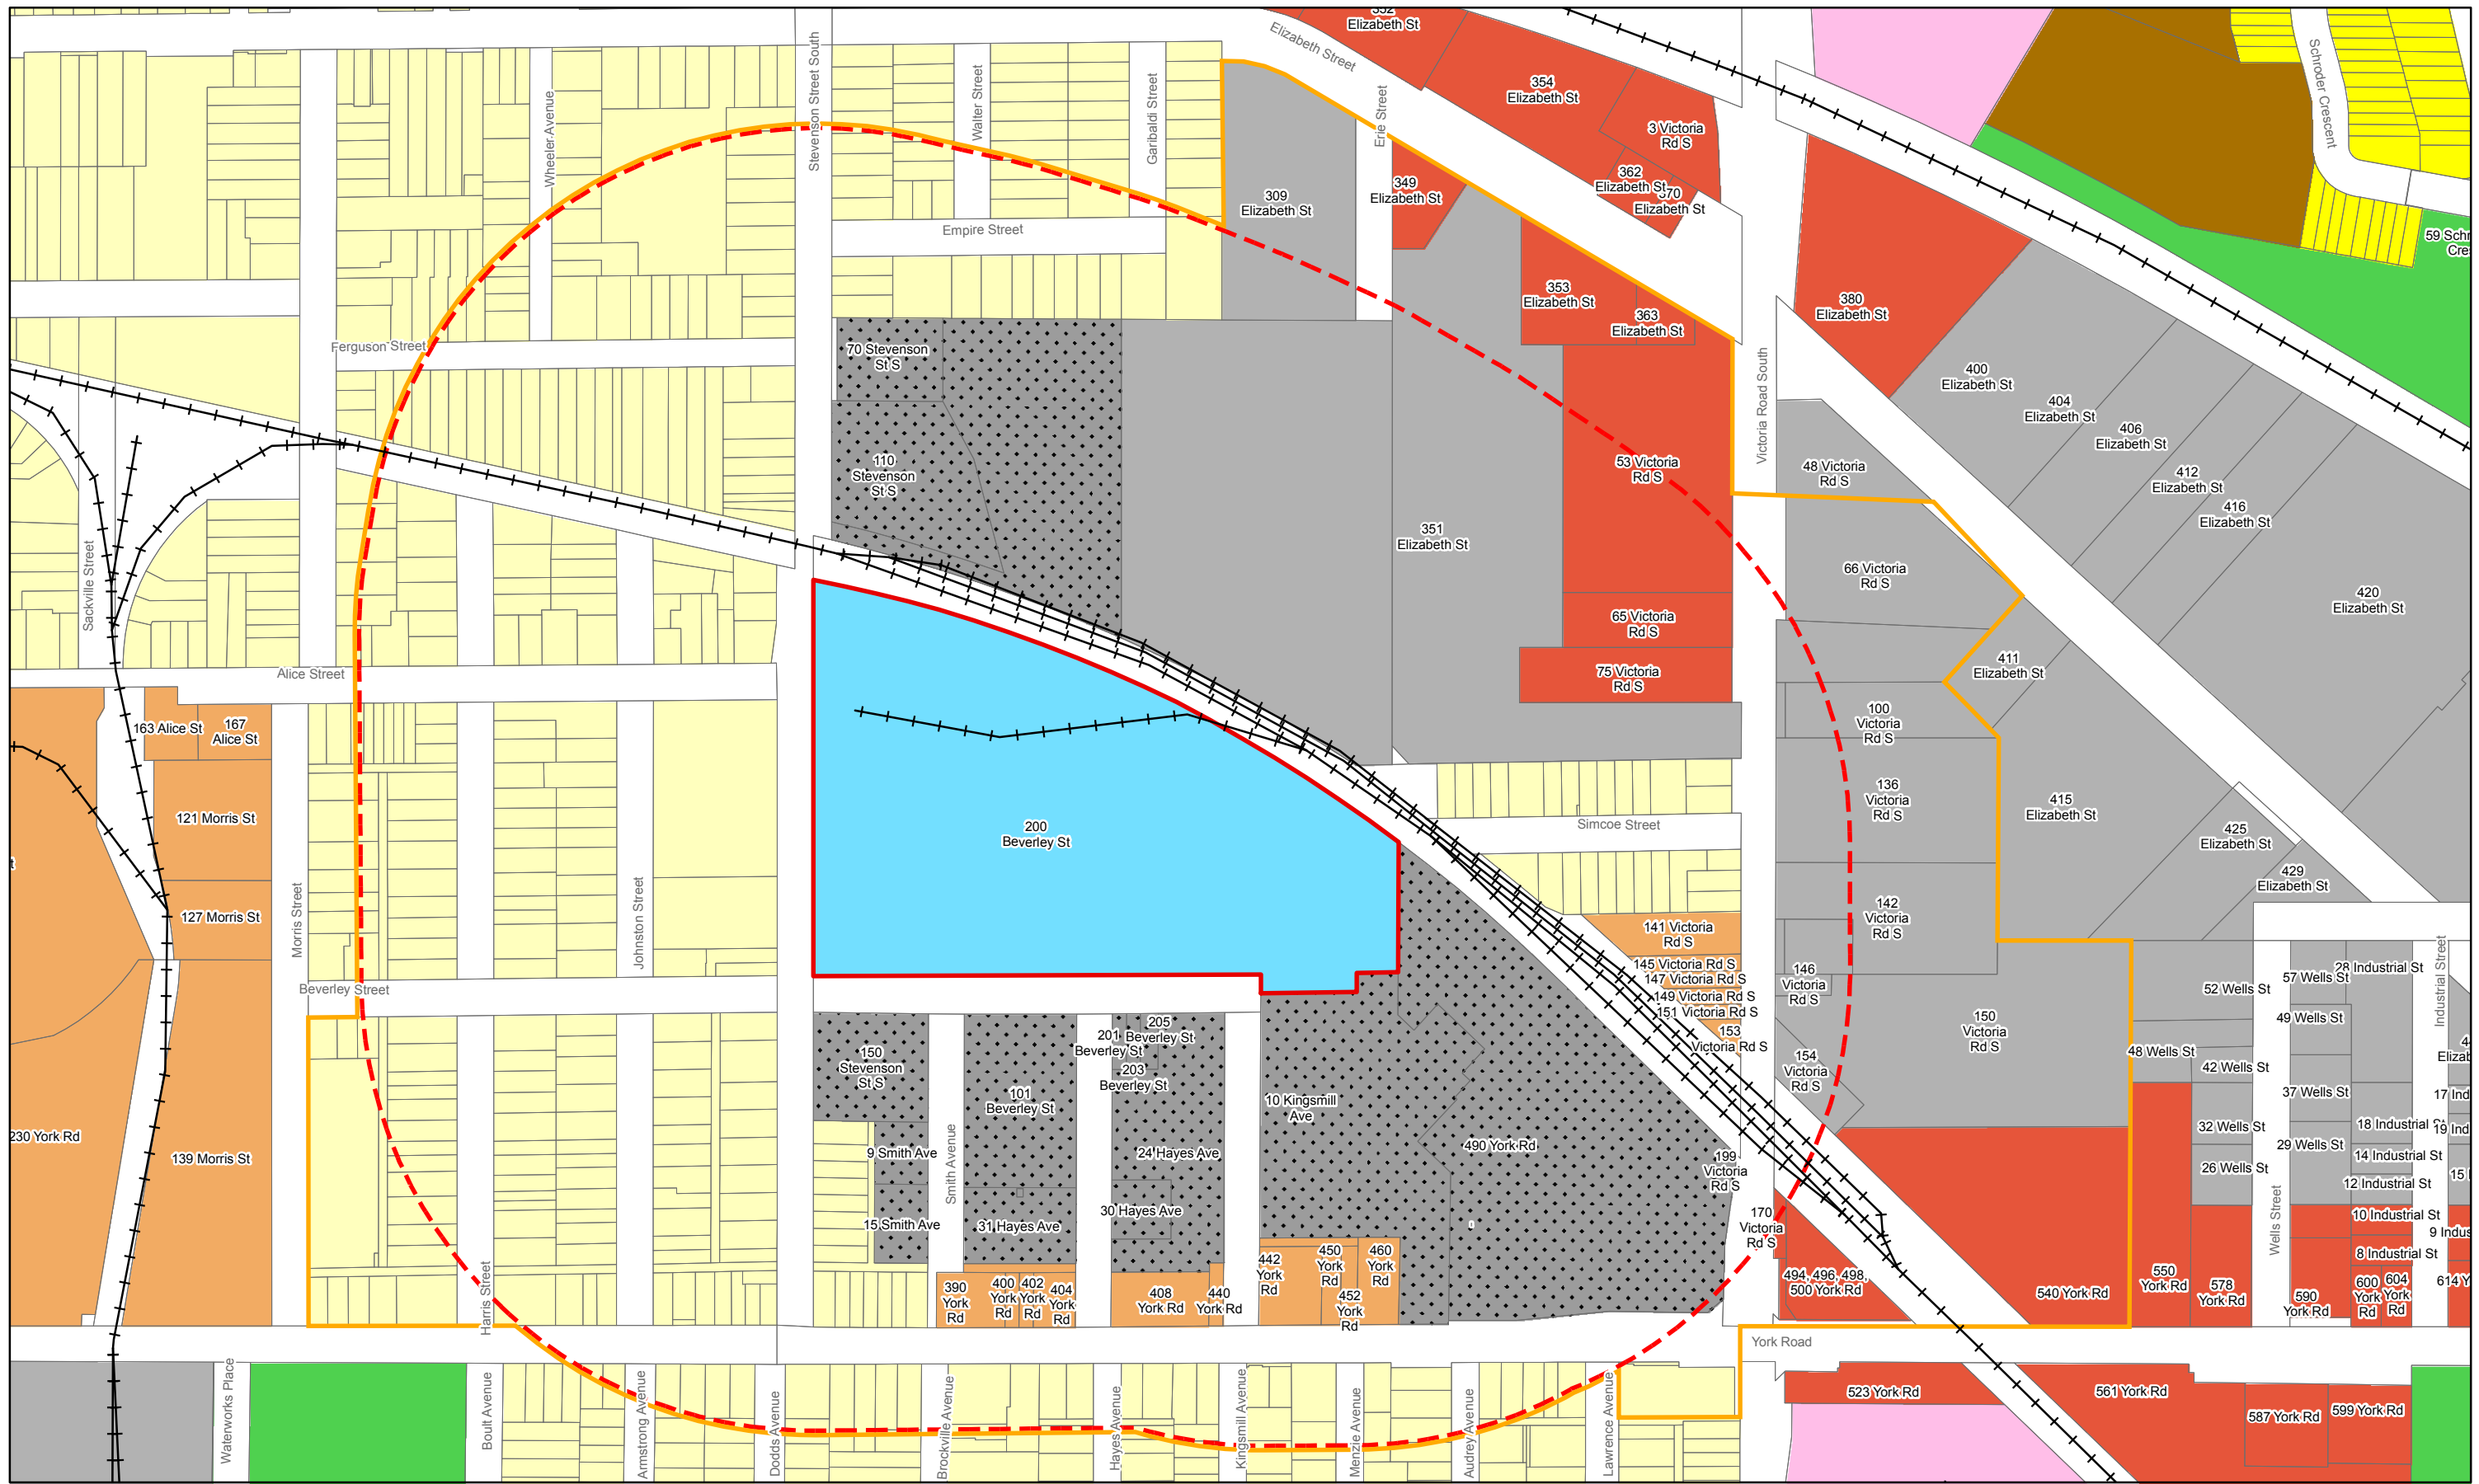 Elizabeth St
Elizabeth Street
354
Elizabeth St
3 Victoria
Rd S
362
Elizabeth St
370
Elizabeth St
Schroder Crescent
59 Schr
Cres
Stevenson Street South
Wheeler Avenue
Walter Street
Garibaldi Street
Erie Street
309
Elizabeth St
349
Elizabeth St
Empire Street
353
Elizabeth St
363
Elizabeth St
380
Elizabeth St
Ferguson Street
70 Stevenson
St S
Victoria Road South
400
Elizabeth St
404
Elizabeth St
406
Elizabeth St
412
Elizabeth St
416
Elizabeth St
420
Elizabeth St
110
Stevenson
St S
53 Victoria
Rd S
48 Victoria
Rd S
351
Elizabeth St
66 Victoria
Rd S
Sackville Street
65 Victoria
Rd S
75 Victoria
Rd S
411
Elizabeth St
Alice Street
163 Alice St
167
Alice St
100
Victoria
Rd S
121 Morris St
136
Victoria
Rd S
415
Elizabeth St
425
Elizabeth St
429
Elizabeth St
200
Beverley St
Simcoe Street
127 Morris St
Morris Street
Johnston Street
141 Victoria
Rd S
142
Victoria
Rd S
145 Victoria Rd S
147 Victoria Rd S
149 Victoria Rd S
151 Victoria Rd S
153
Victoria Rd S
146
Victoria
Rd S
150
Victoria
Rd S
154
Victoria
Rd S
Beverley Street
52 Wells St
57 Wells St
28 Industrial St
Industrial Street
49 Wells St
48 Wells St
42 Wells St
37 Wells St
32 Wells St
29 Wells St
26 Wells St
18 Industrial St
14 Industrial St
12 Industrial St
10 Industrial St
8 Industrial St
17 Ind
19 Ind
15 I
9 Indus
Elizab
150
Stevenson
St S
101
Beverley St
201
Beverley St
205
Beverley St
203
Beverley St
10 Kingsmill
Ave
490 York Rd
199
Victoria
Rd S
170
Victoria
Rd S
230 York Rd
139 Morris St
9 Smith Ave
15 Smith Ave
Smith Avenue
31 Hayes Ave
24 Hayes Ave
30 Hayes Ave
Harris Street
390
York
Rd
400
York
Rd
402
York
Rd
404
York
Rd
408
York Rd
440
York Rd
442
York
Rd
450
York
Rd
452
York
Rd
460
York
Rd
494, 496, 498,
500 York Rd
540 York Rd
550
York Rd
578
York Rd
Wells Street
590
York Rd
600
York
Rd
604
York
Rd
614 Y
York Road
523 York Rd
561 York Rd
587 York Rd
599 York Rd
Waterworks Place
Boult Avenue
Armstrong Avenue
Dodds Avenue
Brockville Avenue
Hayes Avenue
Kingsmill Avenue
Menzie Avenue
Audrey Avenue
Lawrence Avenue